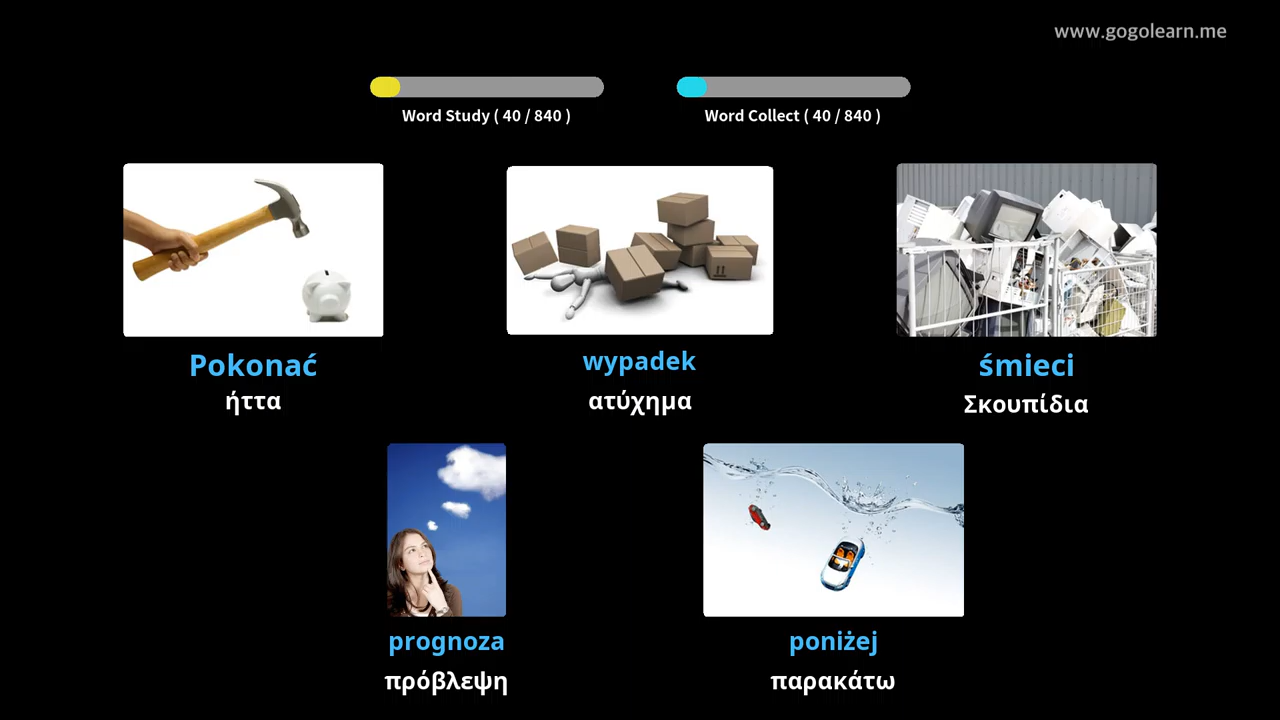 www.gogolearn.me
Word Study ( 40 / 840 )
Word Collect ( 40 / 840 )
Pokonać
ήττα
wypadek
ατύχημα
śmieci
Σκουπίδια
prognoza
πρόβλεψη
poniżej
παρακάτω